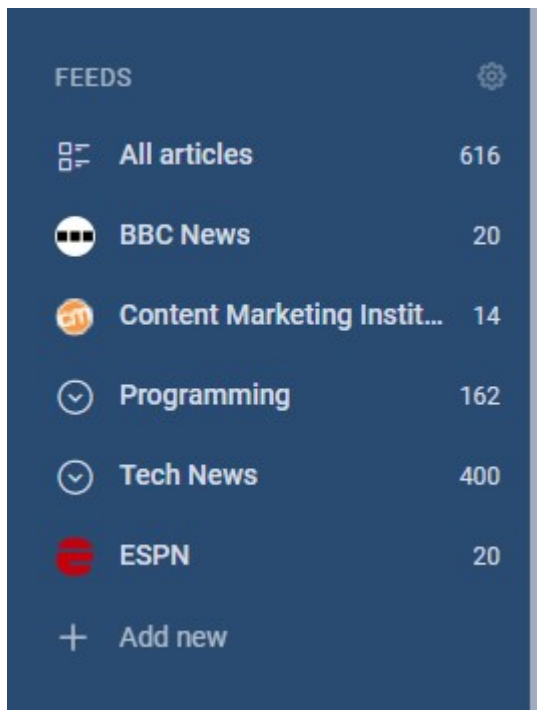 FEEDS
All articles 616
BBC News 20
Content Marketing Instit... 14
Programming 162
Tech News 400
ESPN 20
Add new